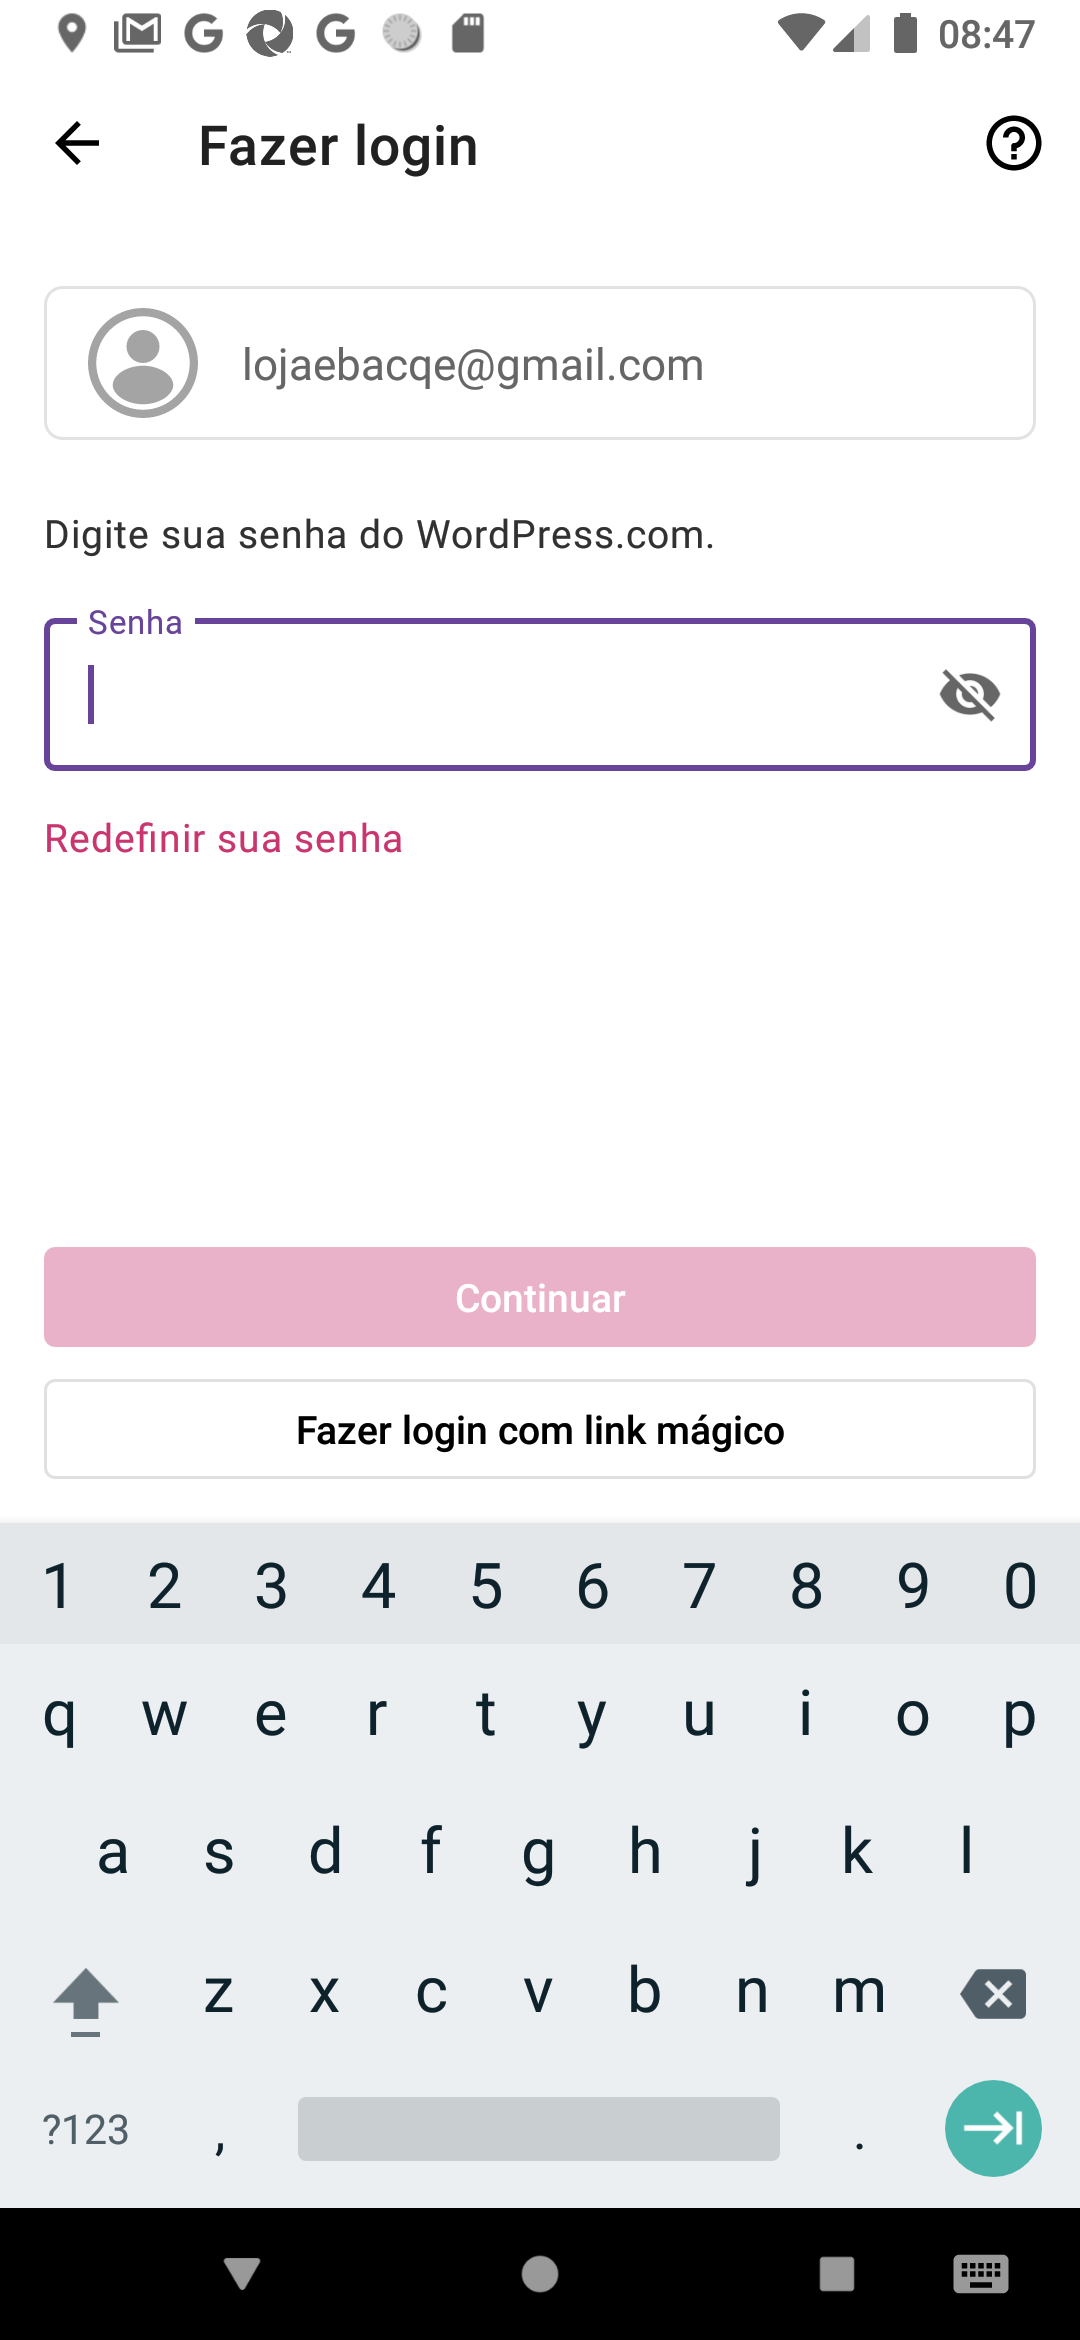 08:47
Fazer login
lojaebacqe@gmail.com
Digite sua senha do WordPress.com.
Senha
Redefinir sua senha
Continuar
Fazer login com link mágico
1 2 3 4 5 6 7 8 9 0
q w e r t y u i o p
a s d f g h j k l
z x c v b n m
?123 , .